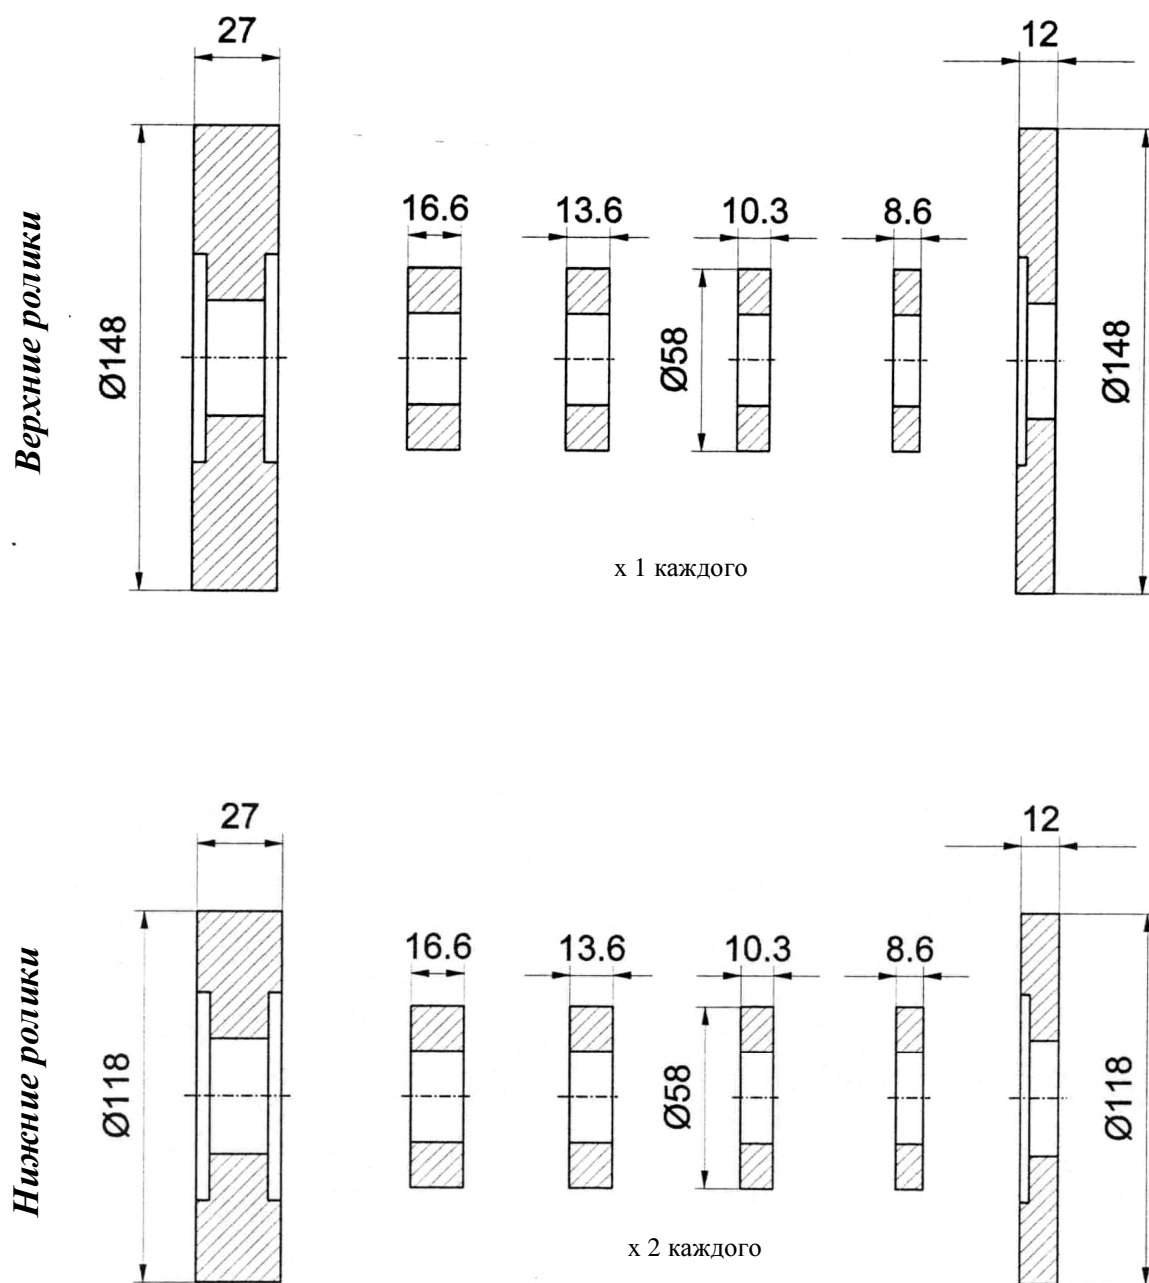 27
12
16.6
13.6
10.3
8.6
Верхние ролики
Ø148
Ø58
Ø148
х 1 каждого
27
12
16.6
13.6
10.3
8.6
Нижние ролики
Ø118
Ø58
Ø118
х 2 каждого